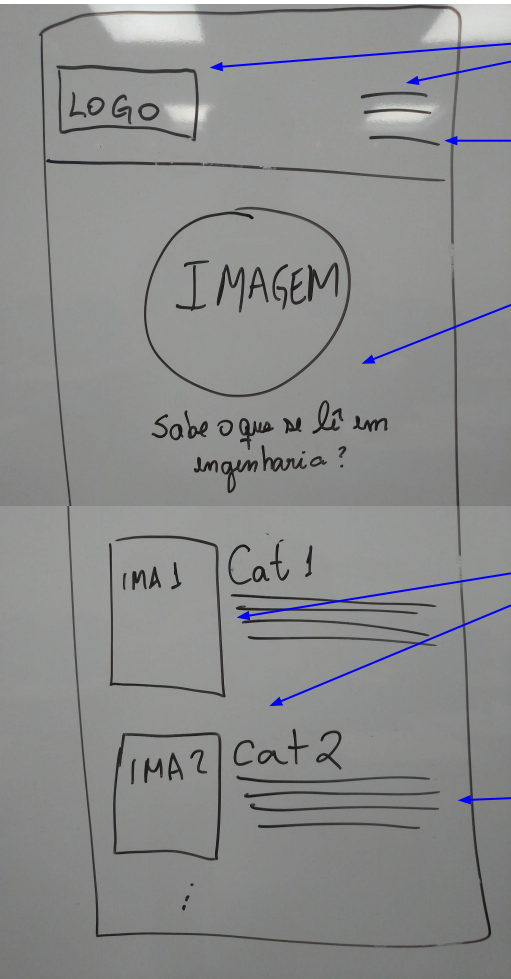 LOGO
IMAGEM
Sabe o que se lê em
engenharia?
IMA 1
Cat 1
IMA 2
Cat 2